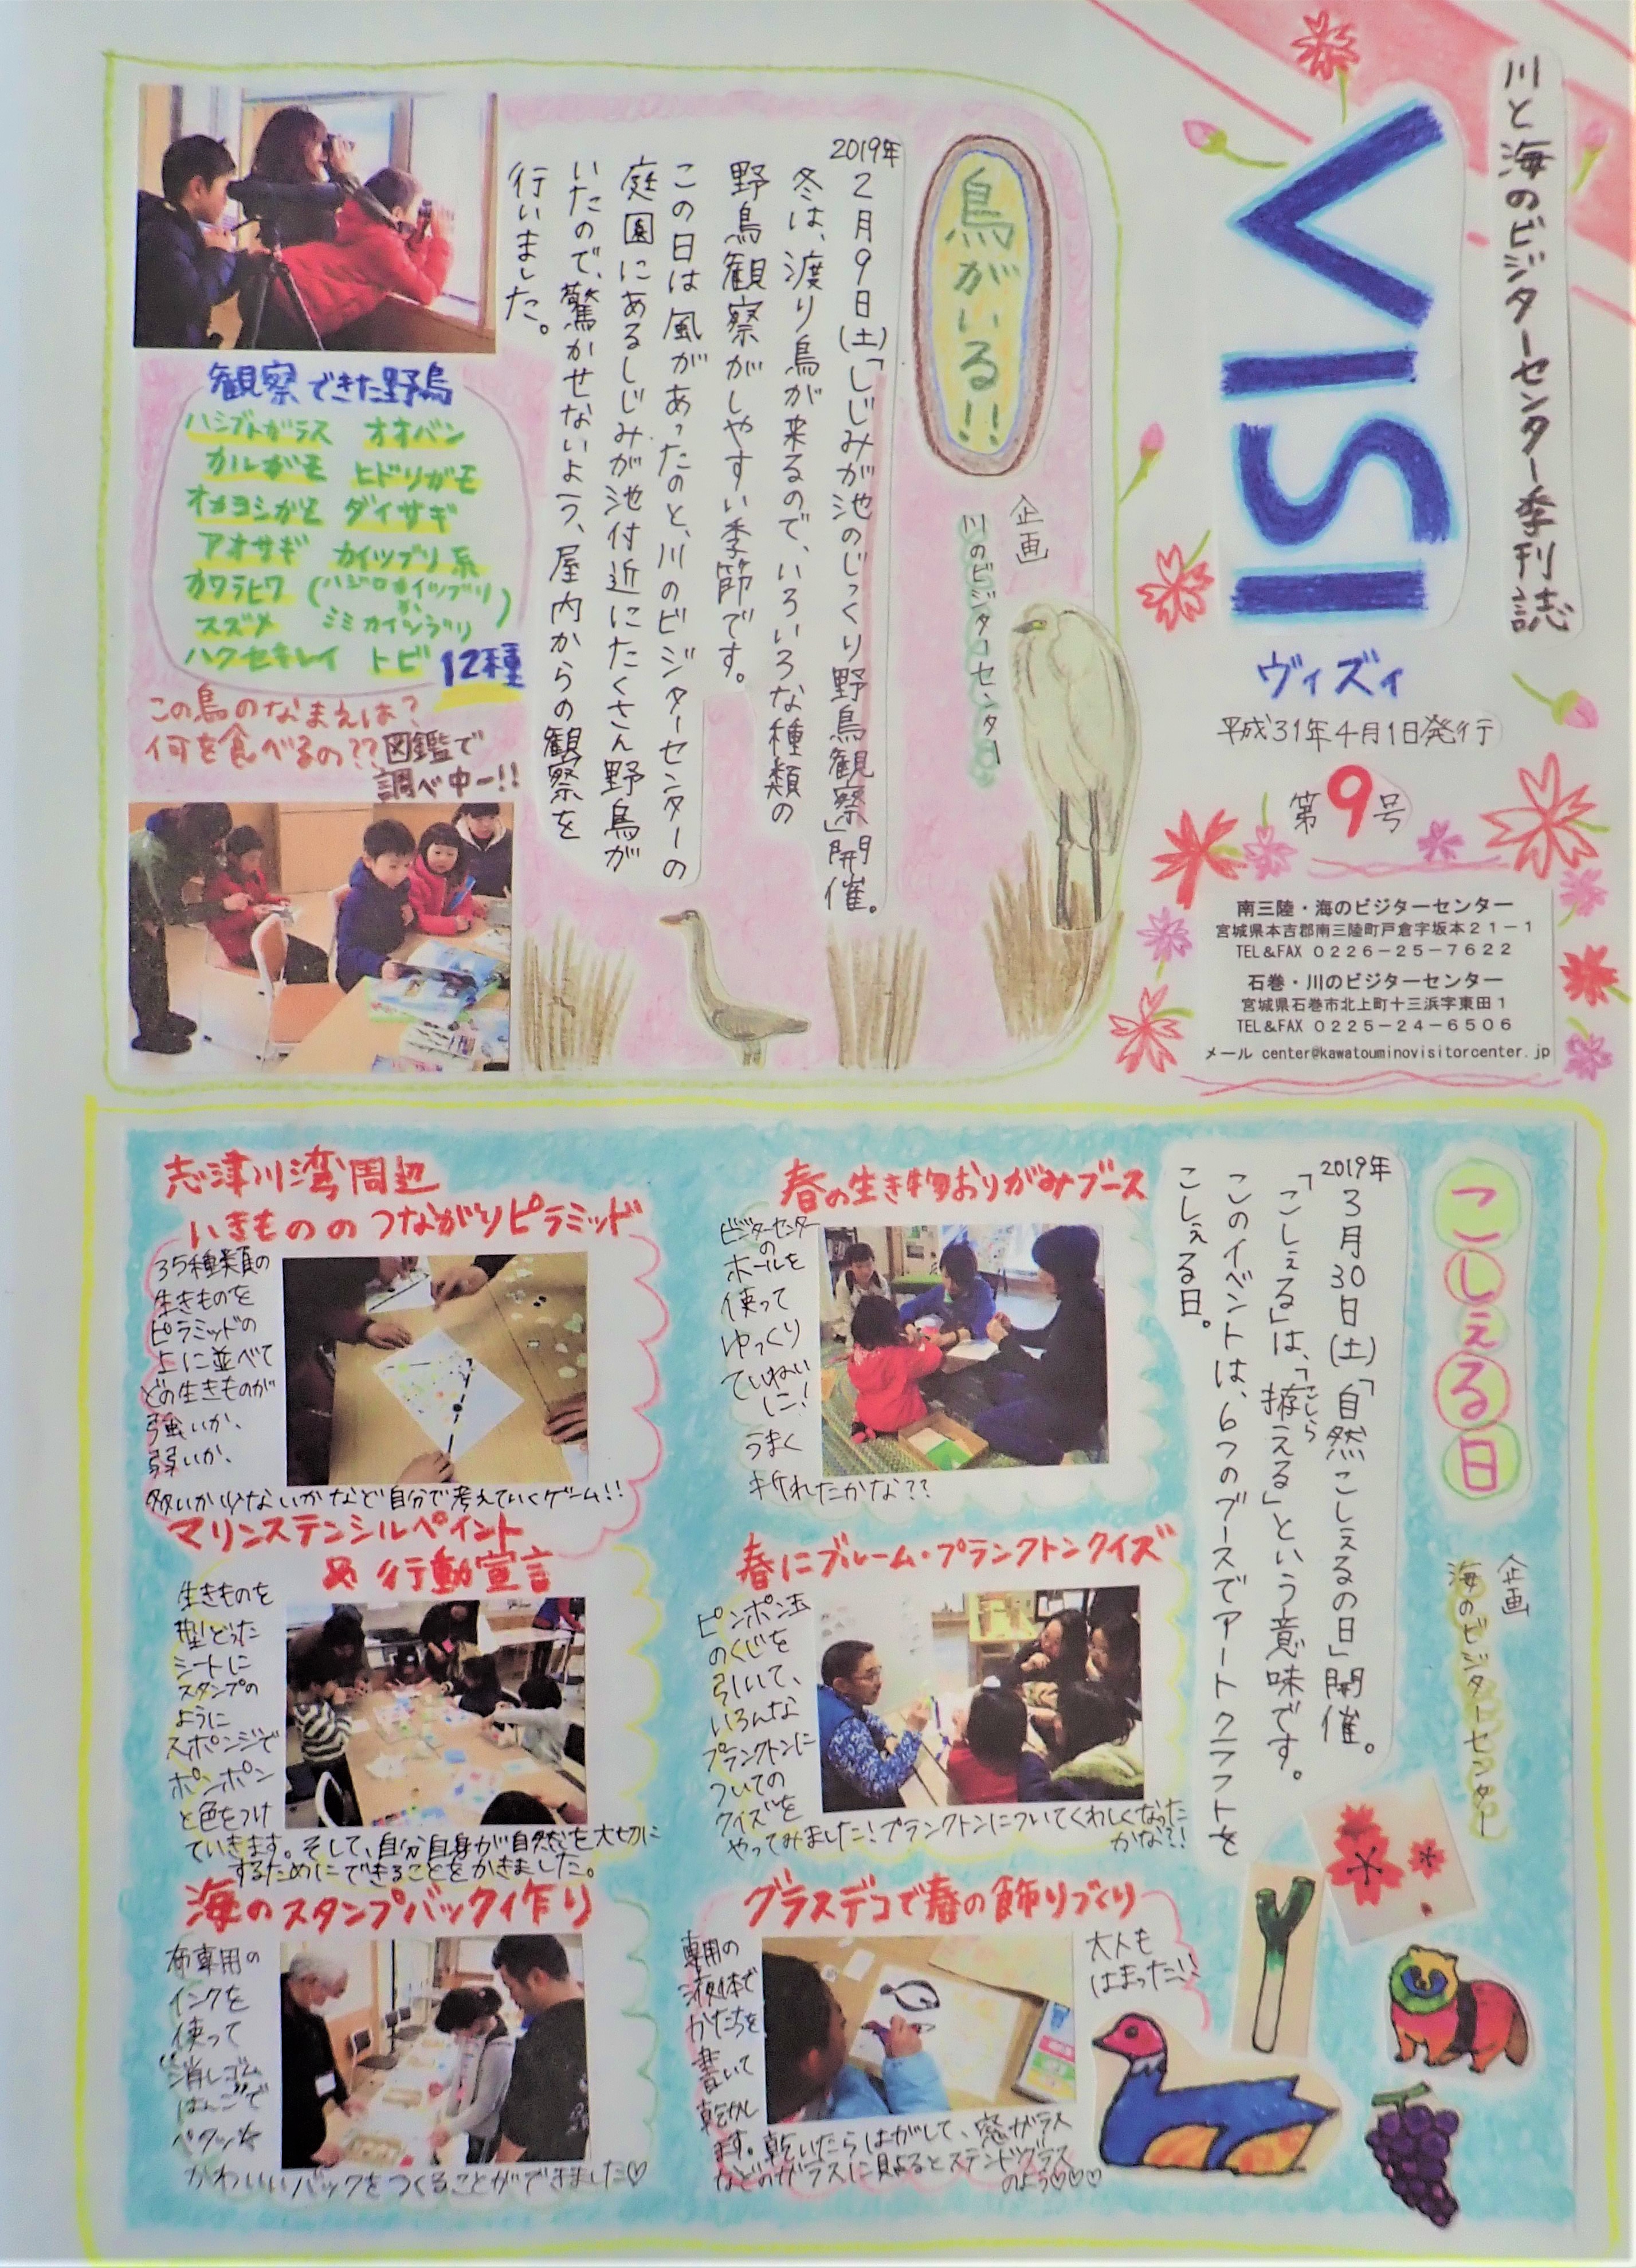 川と海のビジターセンター季刊誌
VISI
ヴィズィ
平成31年4月1日発行
第9号
南三陸・海のビジターセンター
宮城県本吉郡南三陸町戸倉字坂本21-1
TEL&FAX 0226-25-7622
石巻・川のビジターセンター
宮城県石巻市北上町十三浜字東田1
TEL&FAX 0225-24-6506
メール center@kawatouminovisitorcenter.jp
鳥がいる!!
企画
川のビジターセンター
2019年
2月9日(土)「しじみが池のじっくり野鳥観察」開催。
冬は、渡り鳥が来るので、いろいろな種類の
野鳥観察がしやすい季節です。
この日は風があったのと、川のビジターセンターの
庭園にあるしじみが池付近にたくさん野鳥が
いたので、驚かせないよう、屋内からの観察を
行いました。
観察できた野鳥
ハシブトガラス オオバン
カルガモ ヒドリガモ
オカヨシガモ ダイサギ
アオサギ カイツブリ系
カワラヒワ (ハジロカイツブリ
か
スズメ ミミカイツブリ)
ハクセキレイ トビ 12種
この鳥のなまえは?
何を食べるの??図鑑で
調べ中ー!!
こしぇる日
企画
海のビジターセンター
2019年
3月30日(土)「自然こしぇるの日」開催。
「こしぇる」は、「拵える」という意味です。
こしら
このイベントは、6つのブースでアートクラフトを
こしぇる日。
春の生き物おりがみブース
ビジターセンター
の
ホールを
使って
ゆっくり
ていねい
に!
うまく
折れたかな??
志津川湾周辺
いきもののつながりピラミッド
35種類の
生きものを
ピラミッドの
上に並べて
どの生きものが
強いか、
弱いか、
多いか少ないかなど自分で考えていくゲーム!!
春にブルーム・プランクトンクイズ
ピンポン玉
のくじを
引いて、
いろんな
プランクトンに
ついての
クイズを
やってみました!プランクトンについてくわしくなった
かな?!
マリンステンシルペイント
&行動宣言
生きものを
型どった
シートに
スタンプの
ように
スポンジで
ポンポン
と色をつけ
ていきます。そして、自分自身が自然を大切に
するためにできることをかきました。
グラスデコで春の飾りづくり
専用の
液体で
かたちを
書いて
乾かし
ます。乾いたらはがして、窓ガラス
などのガラスに貼るとステンドグラス
のよう♡♡♡
大人も
はまった!!
海のスタンプバック作り
布専用の
インクを
使って
"消しゴム
はんこ"で
ペタッ☆
かわいいバックをつくることができました♡